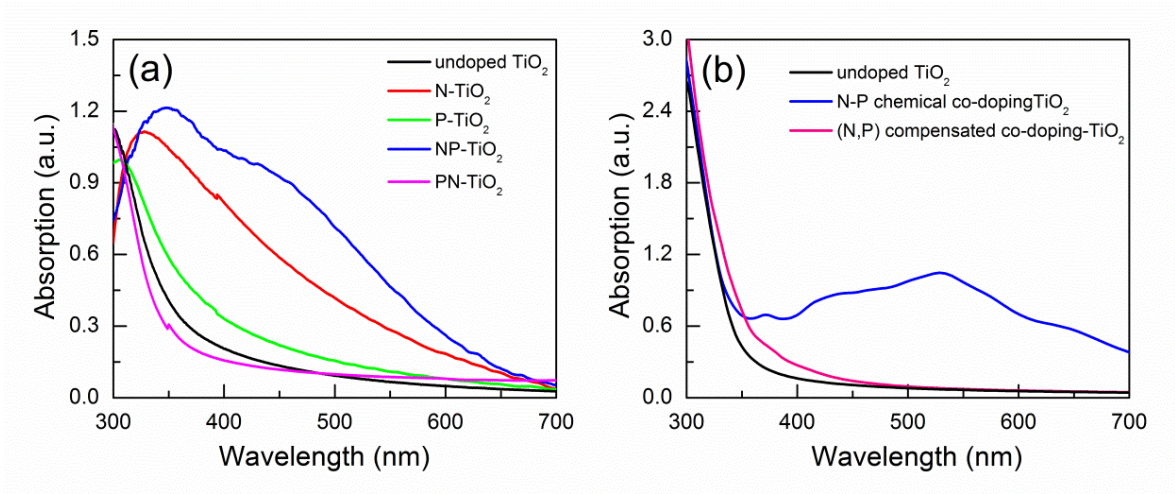 (a)
1.5
1.2
0.9
0.6
0.3
0.0
Absorption (a.u.)
undoped TiO2
N-TiO2
P-TiO2
NP-TiO2
PN-TiO2
300
400
500
600
700
Wavelength (nm)
(b)
3.0
2.4
1.8
1.2
0.6
0.0
Absorption (a.u.)
undoped TiO2
N-P chemical co-dopingTiO2
(N,P) compensated co-doping-TiO2
300
400
500
600
700
Wavelength (nm)